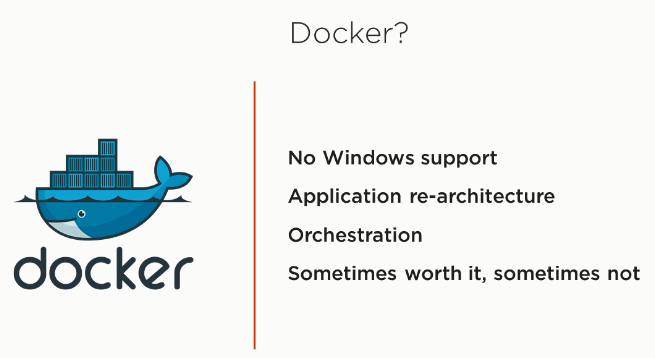 Docker?
docker
No Windows support
Application re-architecture
Orchestration
Sometimes worth it, sometimes not